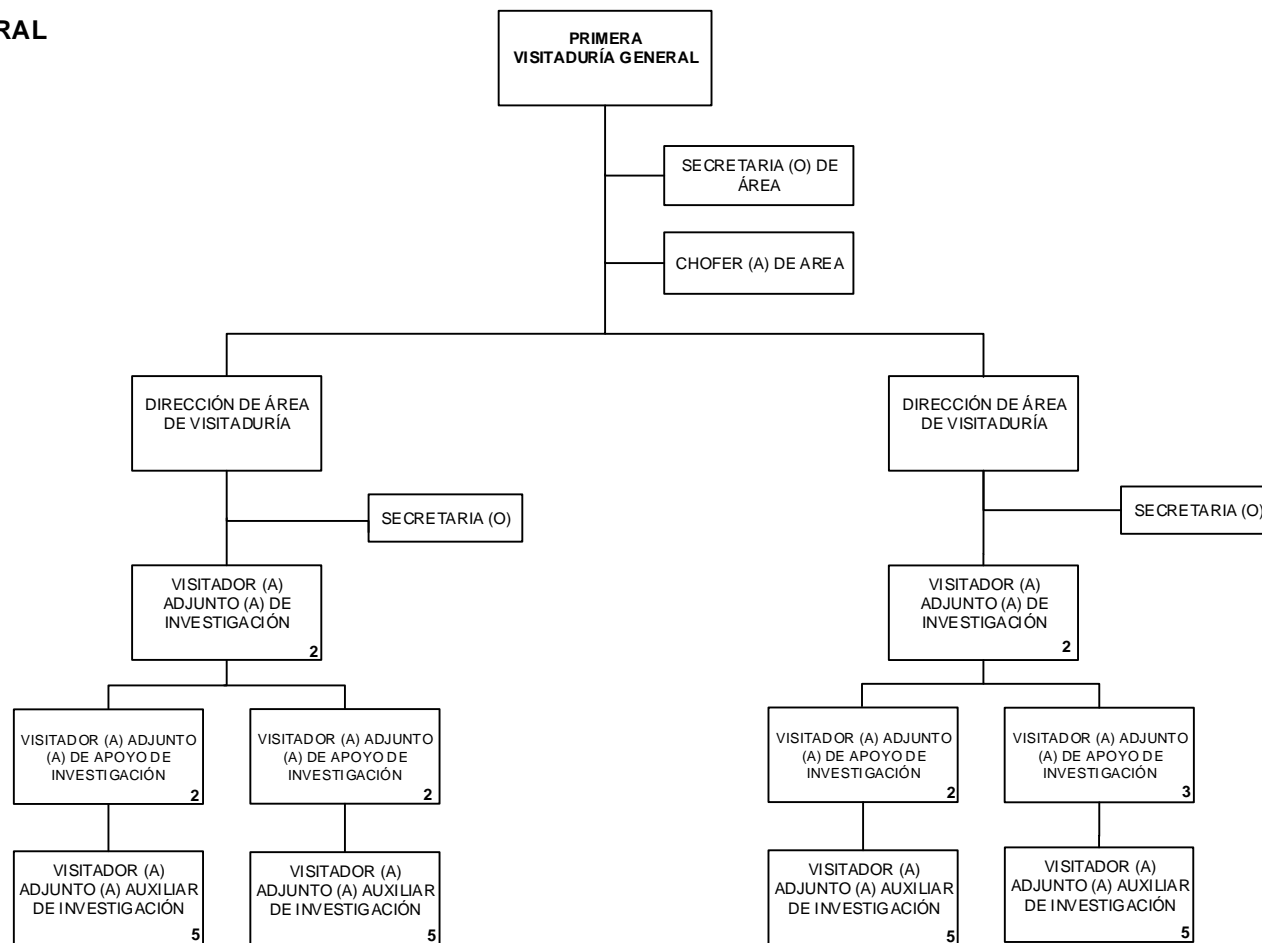 RAL
PRIMERA
VISITADURÍA GENERAL
SECRETARIA (O) DE
ÁREA
CHOFER (A) DE AREA
DIRECCIÓN DE ÁREA
DE VISITADURÍA
DIRECCIÓN DE ÁREA
DE VISITADURÍA
SECRETARIA (O)
SECRETARIA (O)
VISITADOR (A)
ADJUNTO (A) DE
INVESTIGACIÓN
2
VISITADOR (A)
ADJUNTO (A) DE
INVESTIGACIÓN
2
VISITADOR (A) ADJUNTO
(A) DE APOYO DE
INVESTIGACIÓN
2
VISITADOR (A) ADJUNTO
(A) DE APOYO DE
INVESTIGACIÓN
2
VISITADOR (A) ADJUNTO
(A) DE APOYO DE
INVESTIGACIÓN
2
VISITADOR (A) ADJUNTO
(A) DE APOYO DE
INVESTIGACIÓN
3
VISITADOR (A)
ADJUNTO (A) AUXILIAR
DE INVESTIGACIÓN
5
VISITADOR (A)
ADJUNTO (A) AUXILIAR
DE INVESTIGACIÓN
5
VISITADOR (A)
ADJUNTO (A) AUXILIAR
DE INVESTIGACIÓN
5
VISITADOR (A)
ADJUNTO (A) AUXILIAR
DE INVESTIGACIÓN
5